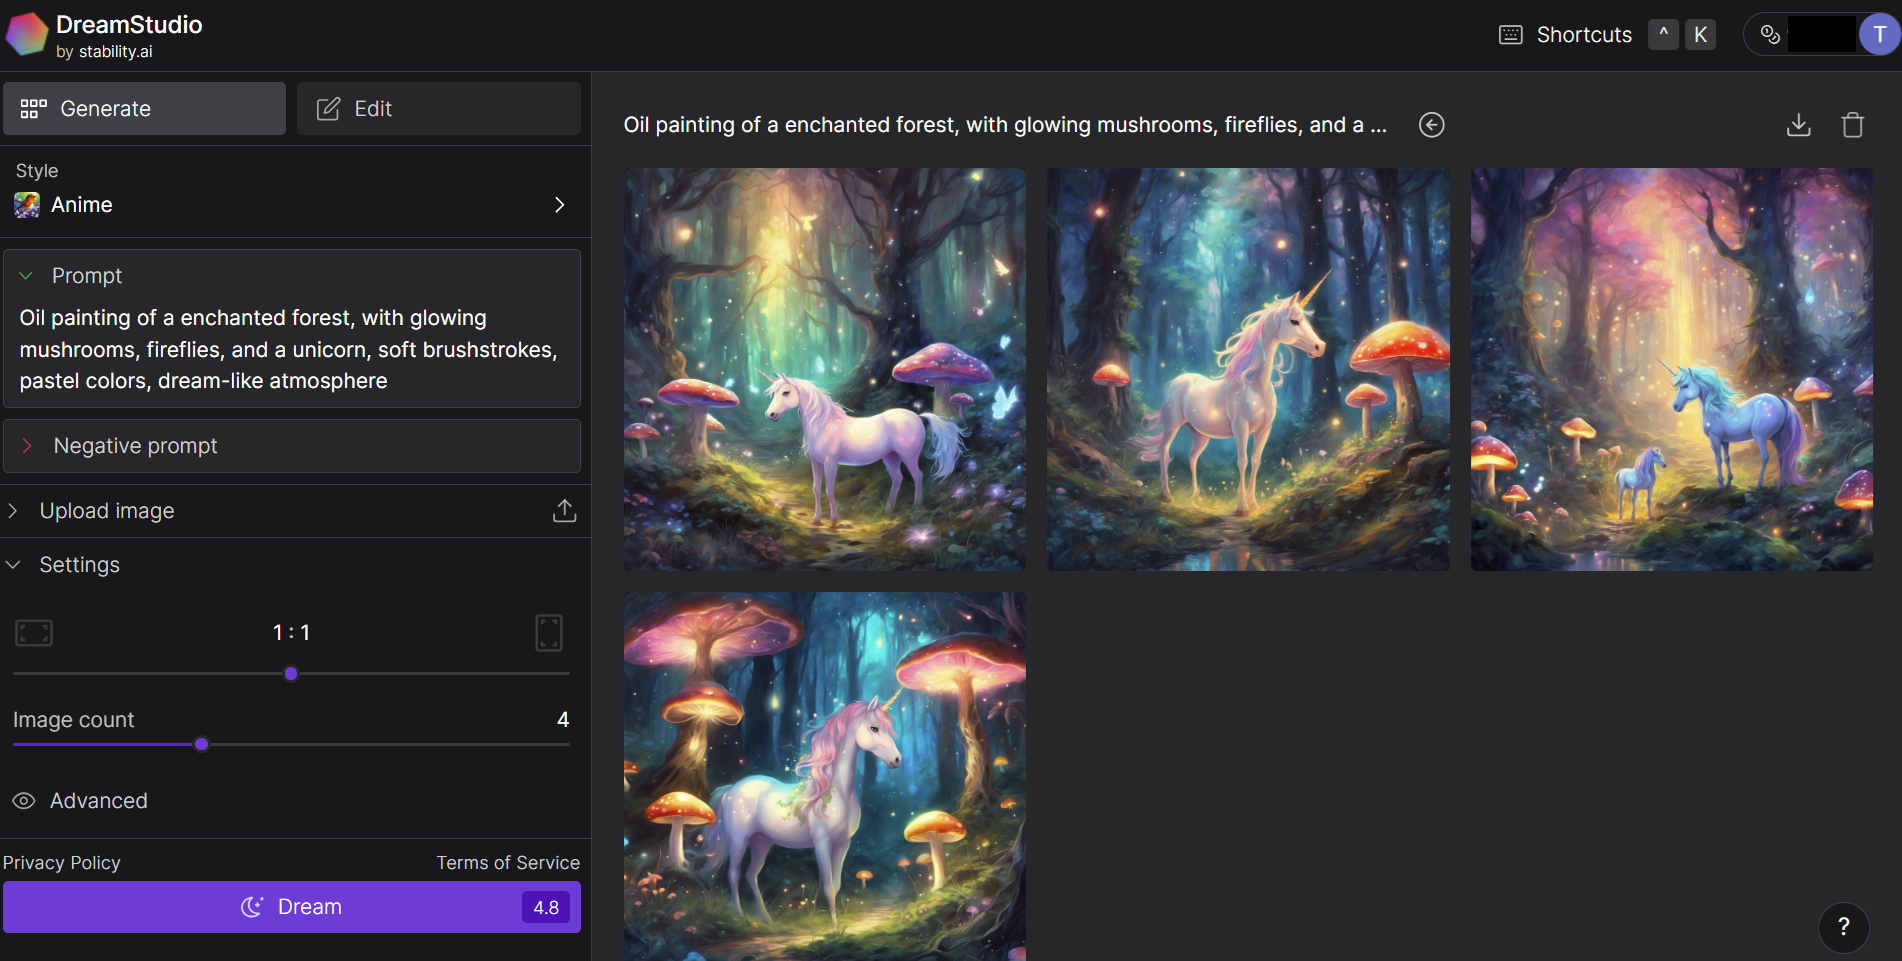 DreamStudio
by stability.ai
Shortcuts ^ K
T
Generate
Edit
Style
Anime
Prompt
Oil painting of a enchanted forest, with glowing
mushrooms, fireflies, and a unicorn, soft brushstrokes,
pastel colors, dream-like atmosphere
Negative prompt
Upload image
Settings
1 : 1
Image count 4
Advanced
Privacy Policy Terms of Service
Dream 4.8
Oil painting of a enchanted forest, with glowing mushrooms, fireflies, and a ...
?